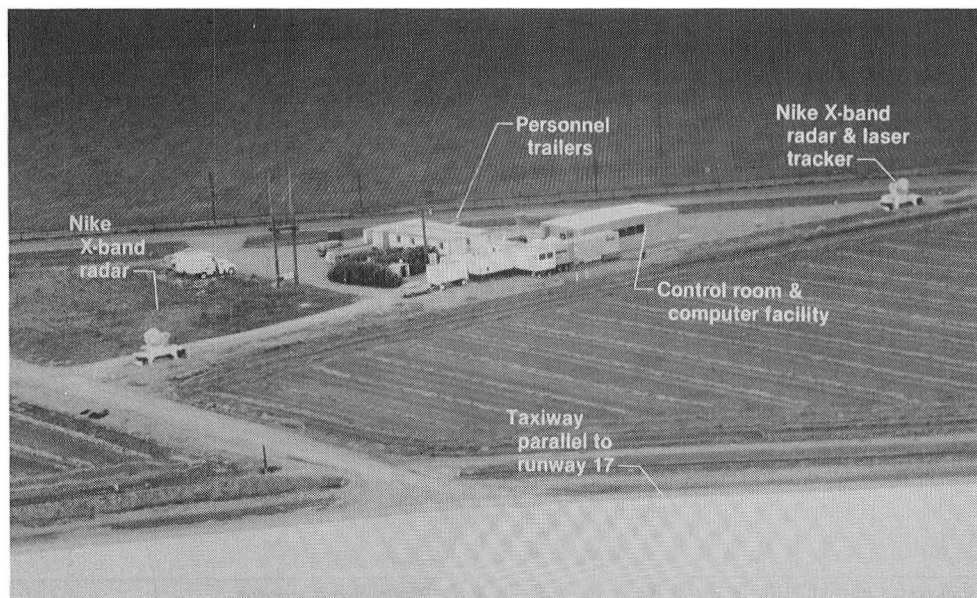 Personnel
trailers
Nike X-band
radar & laser
tracker
Nike
X-band
radar
Control room &
computer facility
Taxiway
parallel to
runway 17